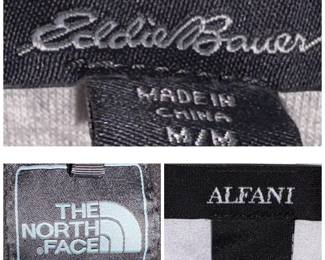 Eddie Bauer
MADE IN
CHINA
M/M
THE
NORTH
FACE
ALFANI